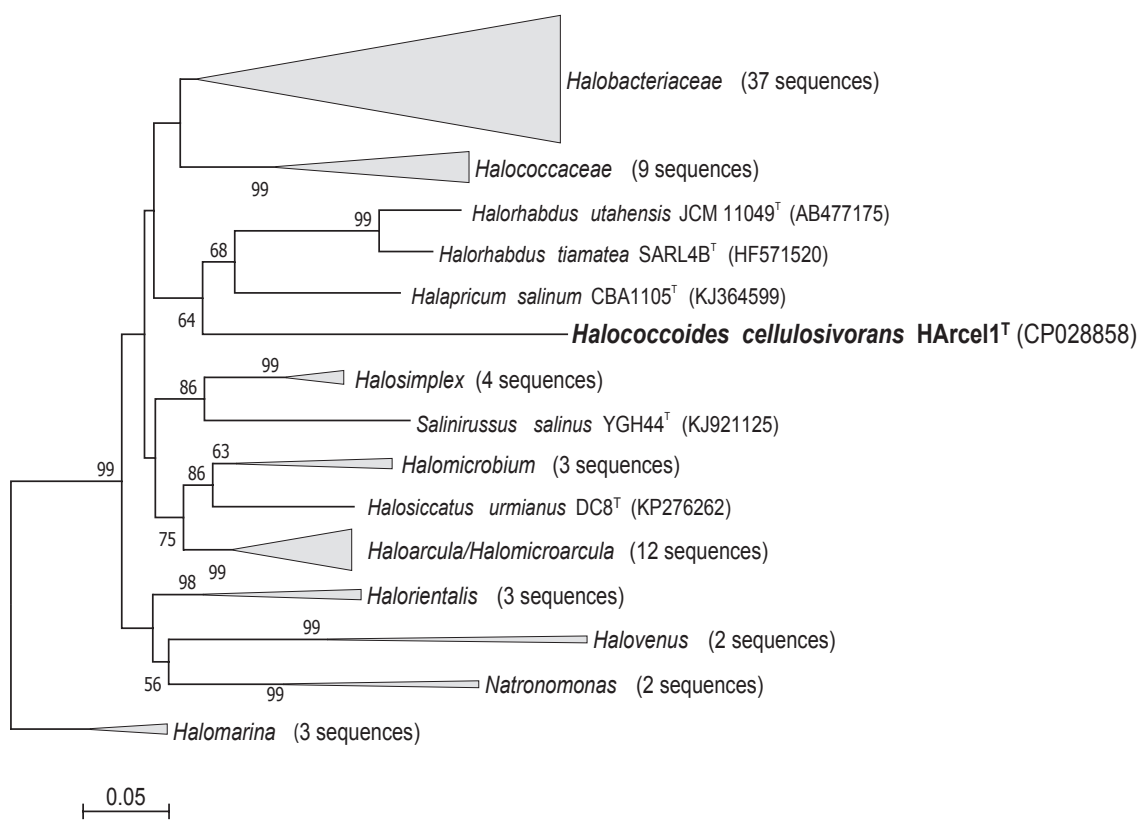 Halobacteriaceae (37 sequences)
Halococcaceae (9 sequences)
99
Halorhabdus utahensis JCM 11049ᵀ (AB477175)
99
Halorhabdus tiamatea SARL4Bᵀ (HF571520)
68
Halapricum salinum CBA1105ᵀ (KJ364599)
64
Halococcoides cellulosivorans HArcel1ᵀ (CP028858)
99
Halosimplex (4 sequences)
86
Salinirussus salinus YGH44ᵀ (KJ921125)
63
Halomicrobium (3 sequences)
99
86
Halosiccatus urmianus DC8ᵀ (KP276262)
75
Haloarcula/Halomicroarcula (12 sequences)
99
98
Halorientalis (3 sequences)
99
Halovenus (2 sequences)
56
Natronomonas (2 sequences)
99
Halomarina (3 sequences)
0.05